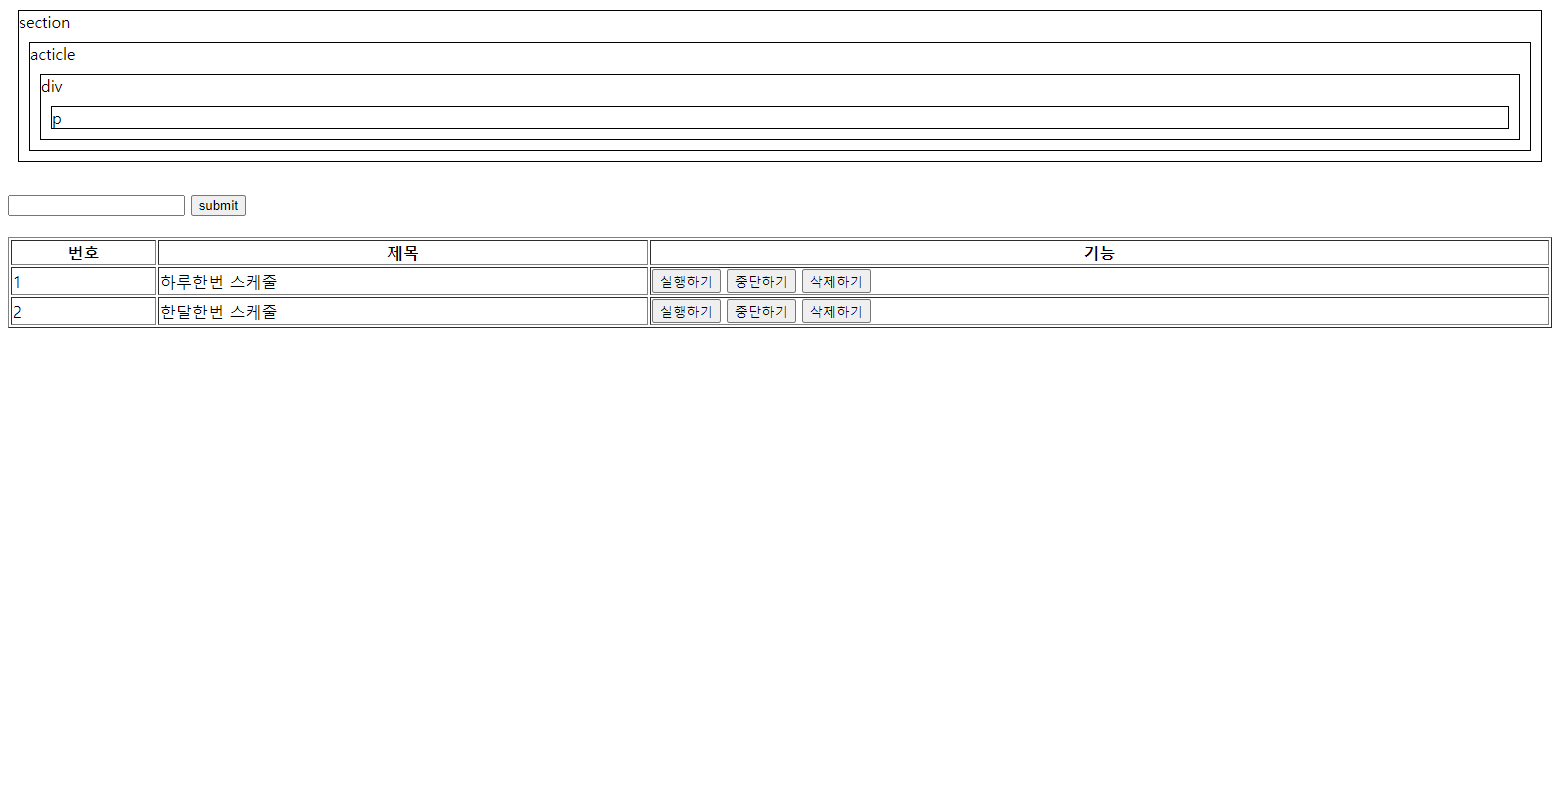 section
acticle
div
p
submit
번호 제목 기능
1 하루한번 스케줄 실행하기 중단하기 삭제하기
2 한달한번 스케줄 실행하기 중단하기 삭제하기